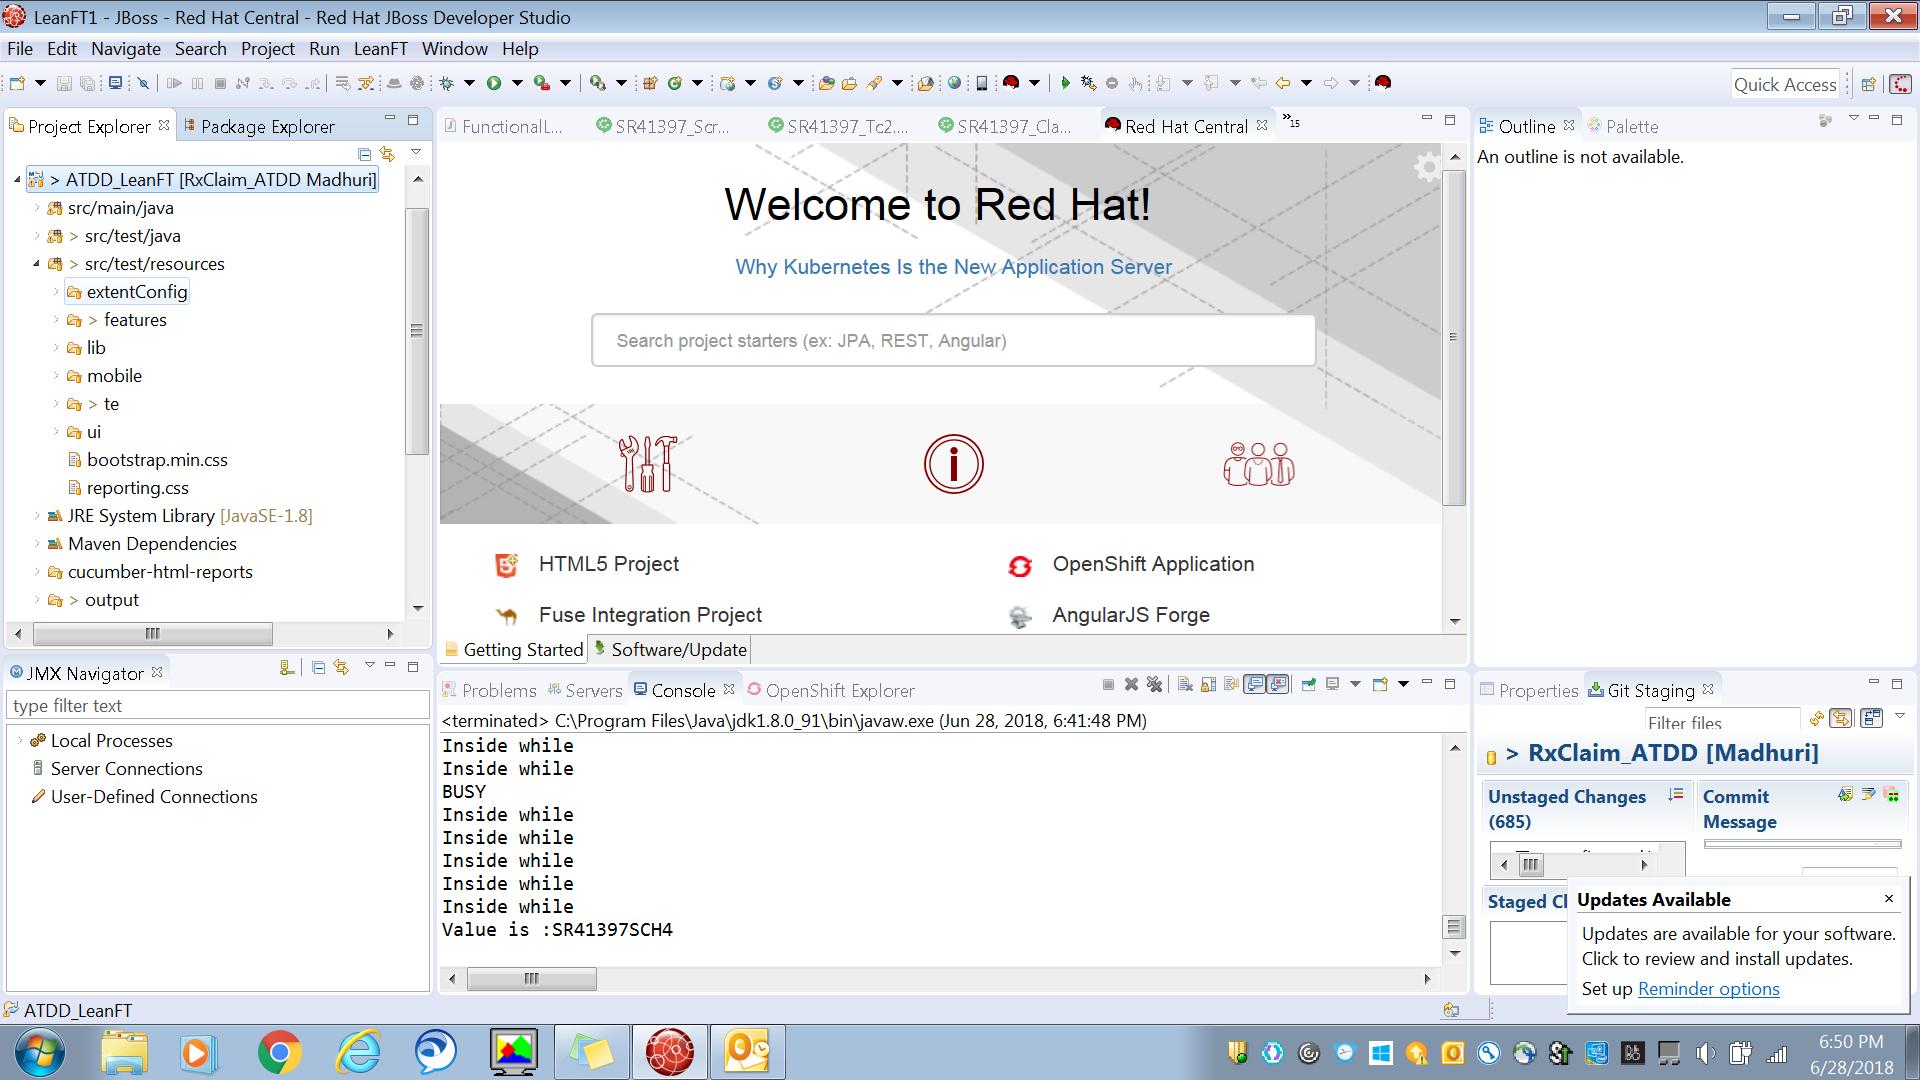 LeanFT1 - JBoss - Red Hat Central - Red Hat JBoss Developer Studio
File Edit Navigate Search Project Run LeanFT Window Help
Quick Access
Project Explorer
Package Explorer
> ATDD_LeanFT [RxClaim_ATDD Madhuri]
src/main/java
> src/test/java
> src/test/resources
extentConfig
> features
lib
mobile
> te
ui
bootstrap.min.css
reporting.css
JRE System Library [JavaSE-1.8]
Maven Dependencies
cucumber-html-reports
> output
FunctionalL...
SR41397_Scr...
SR41397_Tc2...
SR41397_Cla...
Red Hat Central
»15
Welcome to Red Hat!
Why Kubernetes Is the New Application Server
Search project starters (ex: JPA, REST, Angular)
HTML5 Project
OpenShift Application
Fuse Integration Project
AngularJS Forge
Getting Started
Software/Update
Outline
Palette
An outline is not available.
JMX Navigator
type filter text
Local Processes
Server Connections
User-Defined Connections
Problems
Servers
Console
OpenShift Explorer
<terminated> C:\Program Files\Java\jdk1.8.0_91\bin\javaw.exe (Jun 28, 2018, 6:41:48 PM)
Inside while
Inside while
BUSY
Inside while
Inside while
Inside while
Inside while
Inside while
Value is :SR41397SCH4
Properties
Git Staging
Filter files
> RxClaim_ATDD [Madhuri]
Unstaged Changes
(685)
Commit
Message
Staged Cl
Updates Available
Updates are available for your software.
Click to review and install updates.
Set up Reminder options
ATDD_LeanFT
6:50 PM
6/28/2018